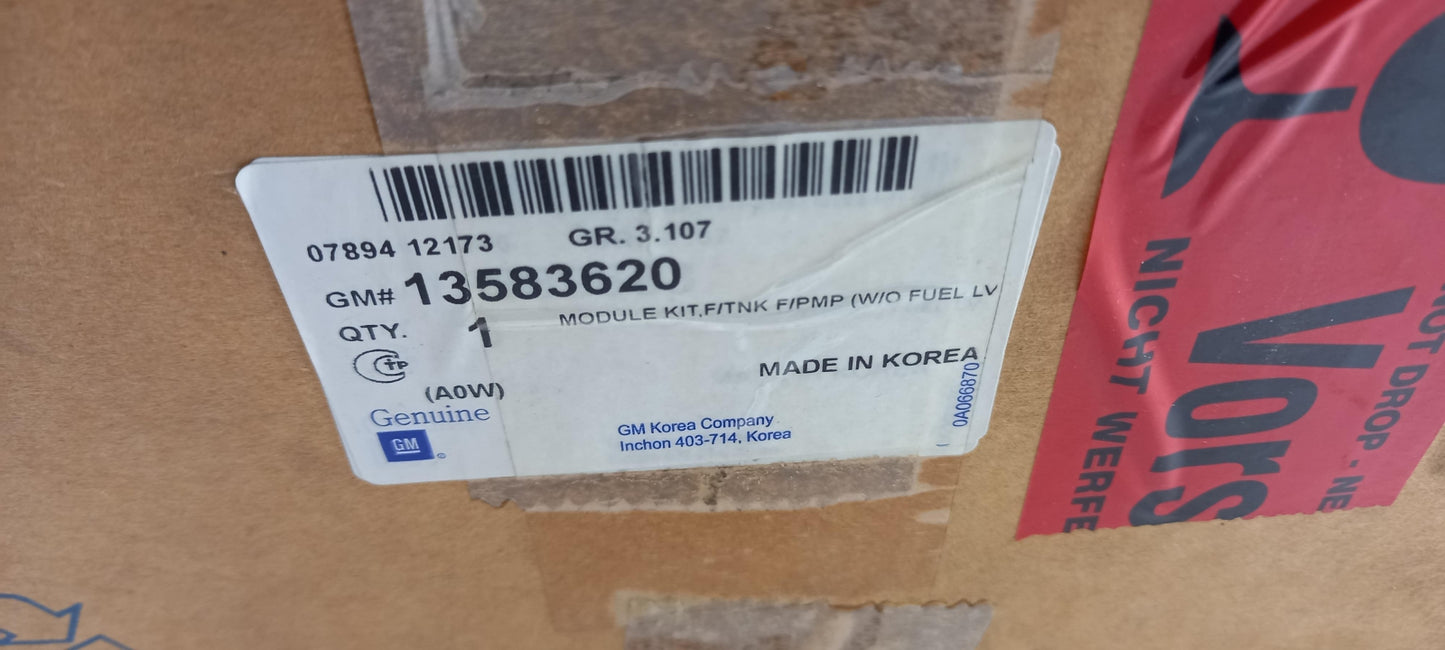 07894 12173 GR. 3.107
GM# 13583620
MODULE KIT,F/TNK F/PMP (W/O FUEL LV
QTY. 1
MADE IN KOREA
(A0W)
Genuine
GM
GM Korea Company
Inchon 403-714, Korea
0A066870
NICHT WERFE
Vors
NOT DROP - NE